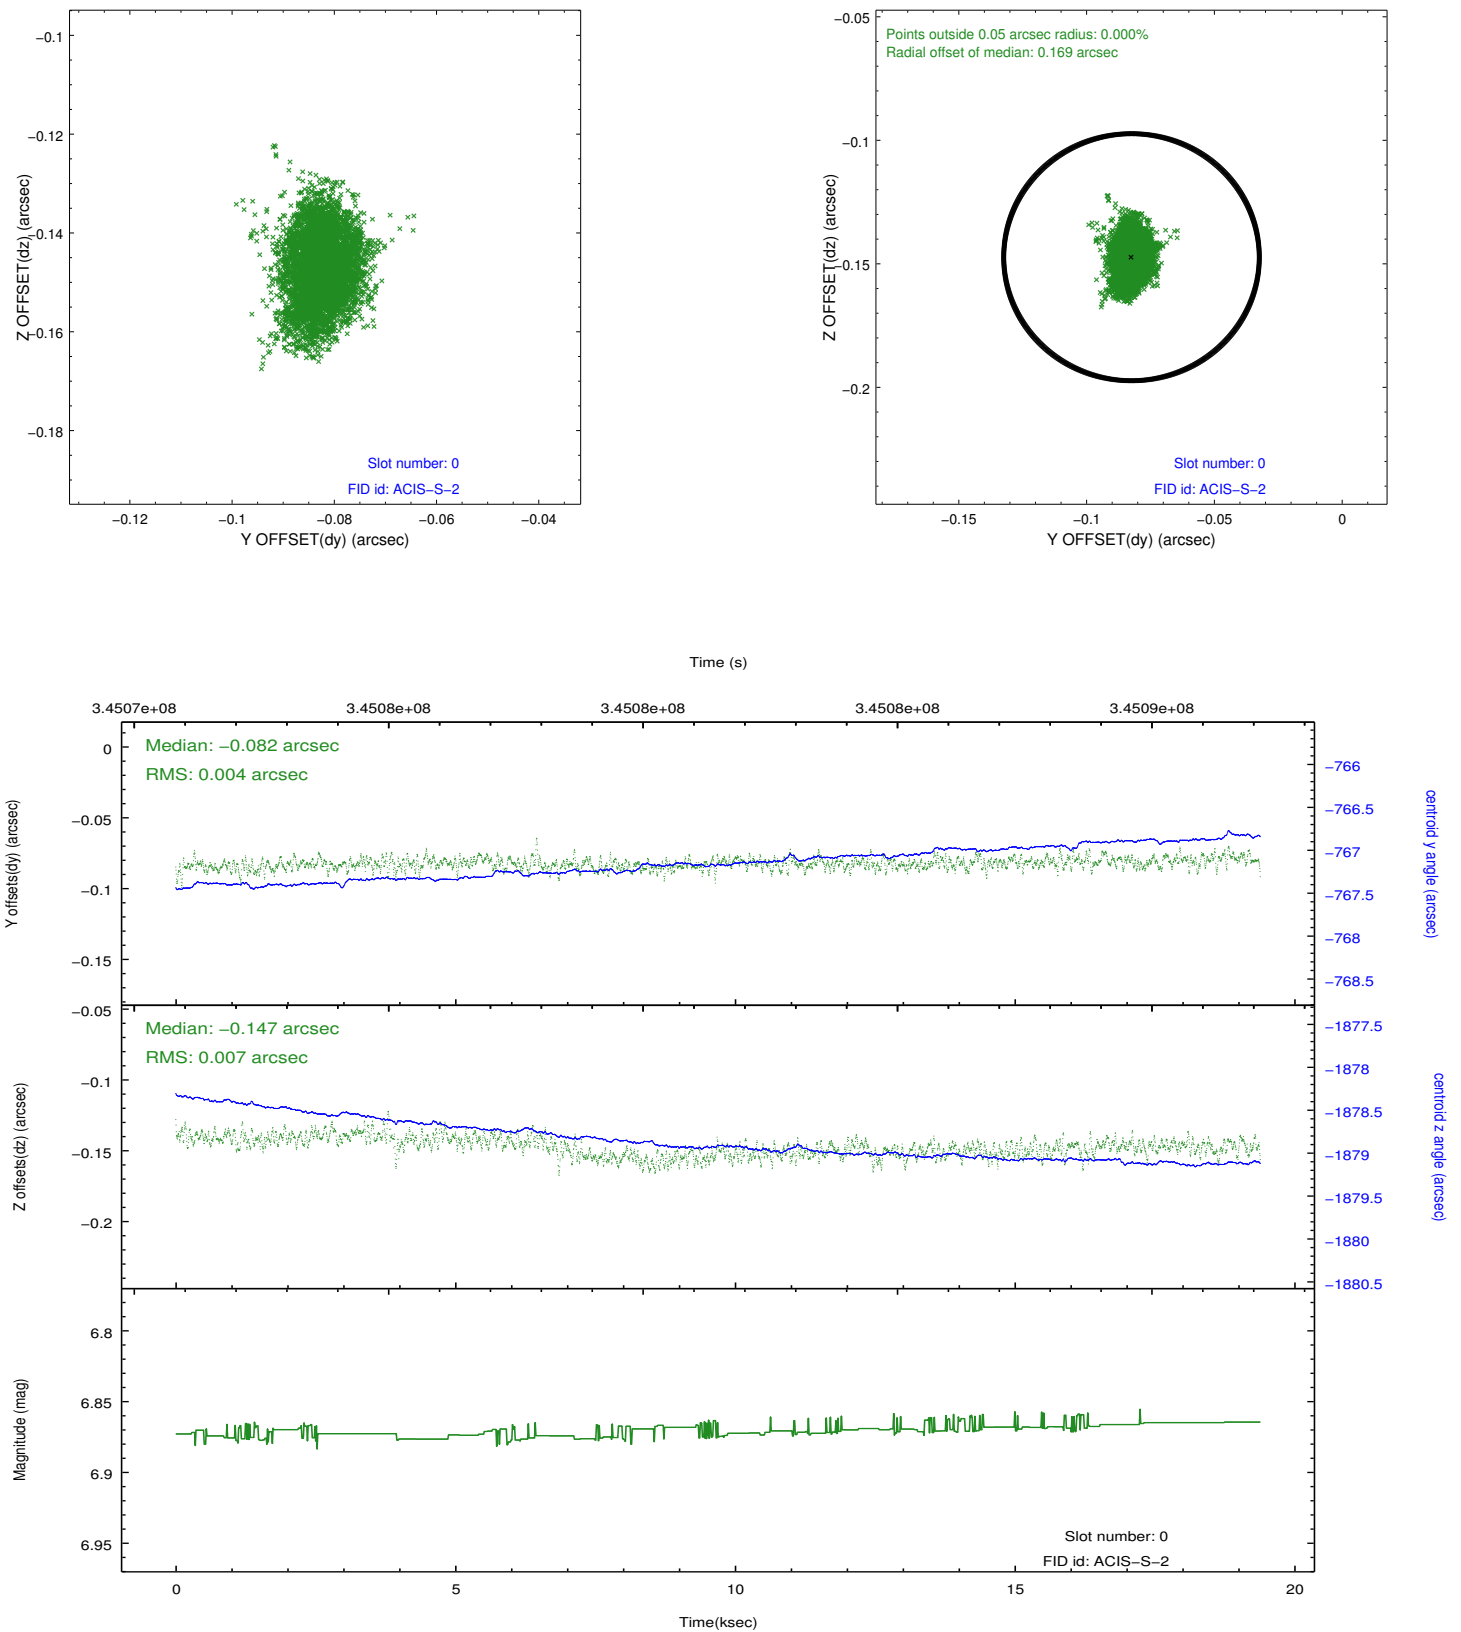 −0.1
−0.12
−0.14
−0.16
−0.18
Z OFFSET(dz) (arcsec)
Slot number: 0
FID id: ACIS−S−2
−0.12 −0.1 −0.08 −0.06 −0.04
Y OFFSET(dy) (arcsec)
−0.05
−0.1
−0.15
−0.2
Z OFFSET(dz) (arcsec)
Points outside 0.05 arcsec radius: 0.000%
Radial offset of median: 0.169 arcsec
Slot number: 0
FID id: ACIS−S−2
−0.15 −0.1 −0.05 0
Y OFFSET(dy) (arcsec)
Time (s)
3.4507e+08 3.4508e+08 3.4508e+08 3.4508e+08 3.4509e+08
Median: −0.082 arcsec
RMS: 0.004 arcsec
0
−0.05
−0.1
−0.15
Y offsets(dy) (arcsec)
−766
−766.5
−767
−767.5
−768
−768.5
centroid y angle (arcsec)
Median: −0.147 arcsec
RMS: 0.007 arcsec
−0.05
−0.1
−0.15
−0.2
Z offsets(dz) (arcsec)
−1877.5
−1878
−1878.5
−1879
−1879.5
−1880
−1880.5
centroid z angle (arcsec)
6.8
6.85
6.9
6.95
Magnitude (mag)
Slot number: 0
FID id: ACIS−S−2
0 5 10 15 20
Time(ksec)